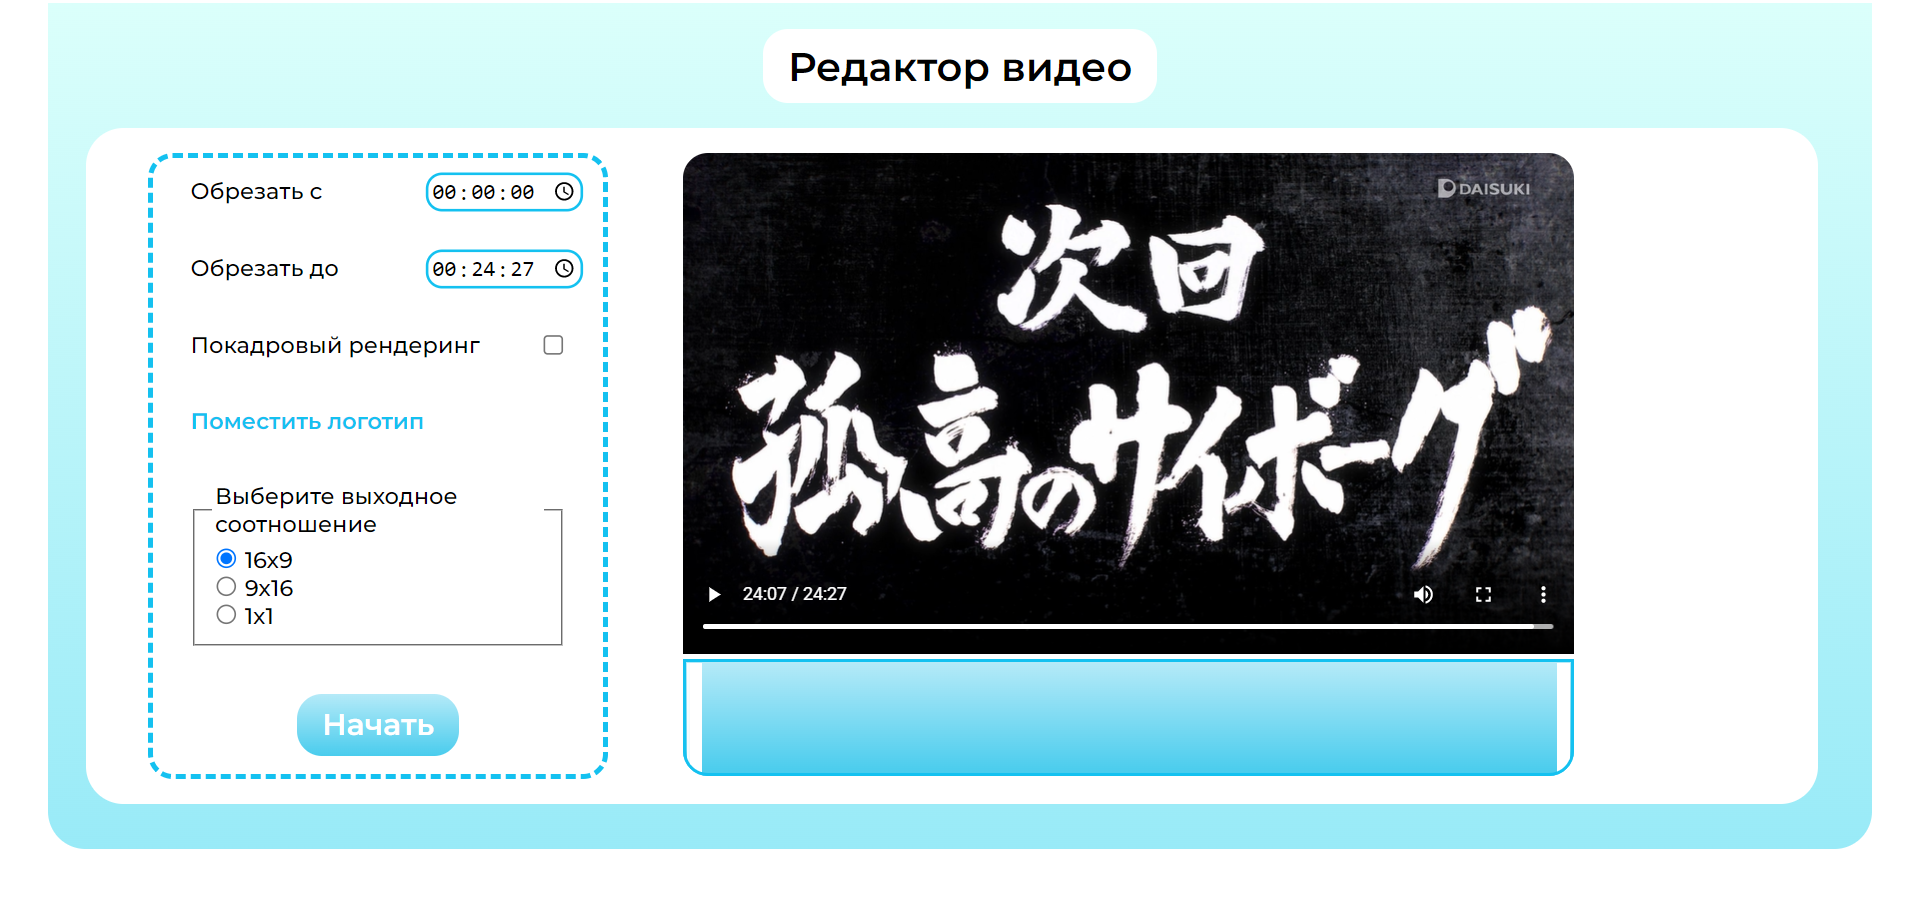 Редактор видео
Обрезать с
00:00:00
Обрезать до
00:24:27
Покадровый рендеринг
Поместить логотип
Выберите выходное
соотношение
16x9
9x16
1x1
Начать
DAISUKI
次回
孤高のサイボーグ
24:07 / 24:27